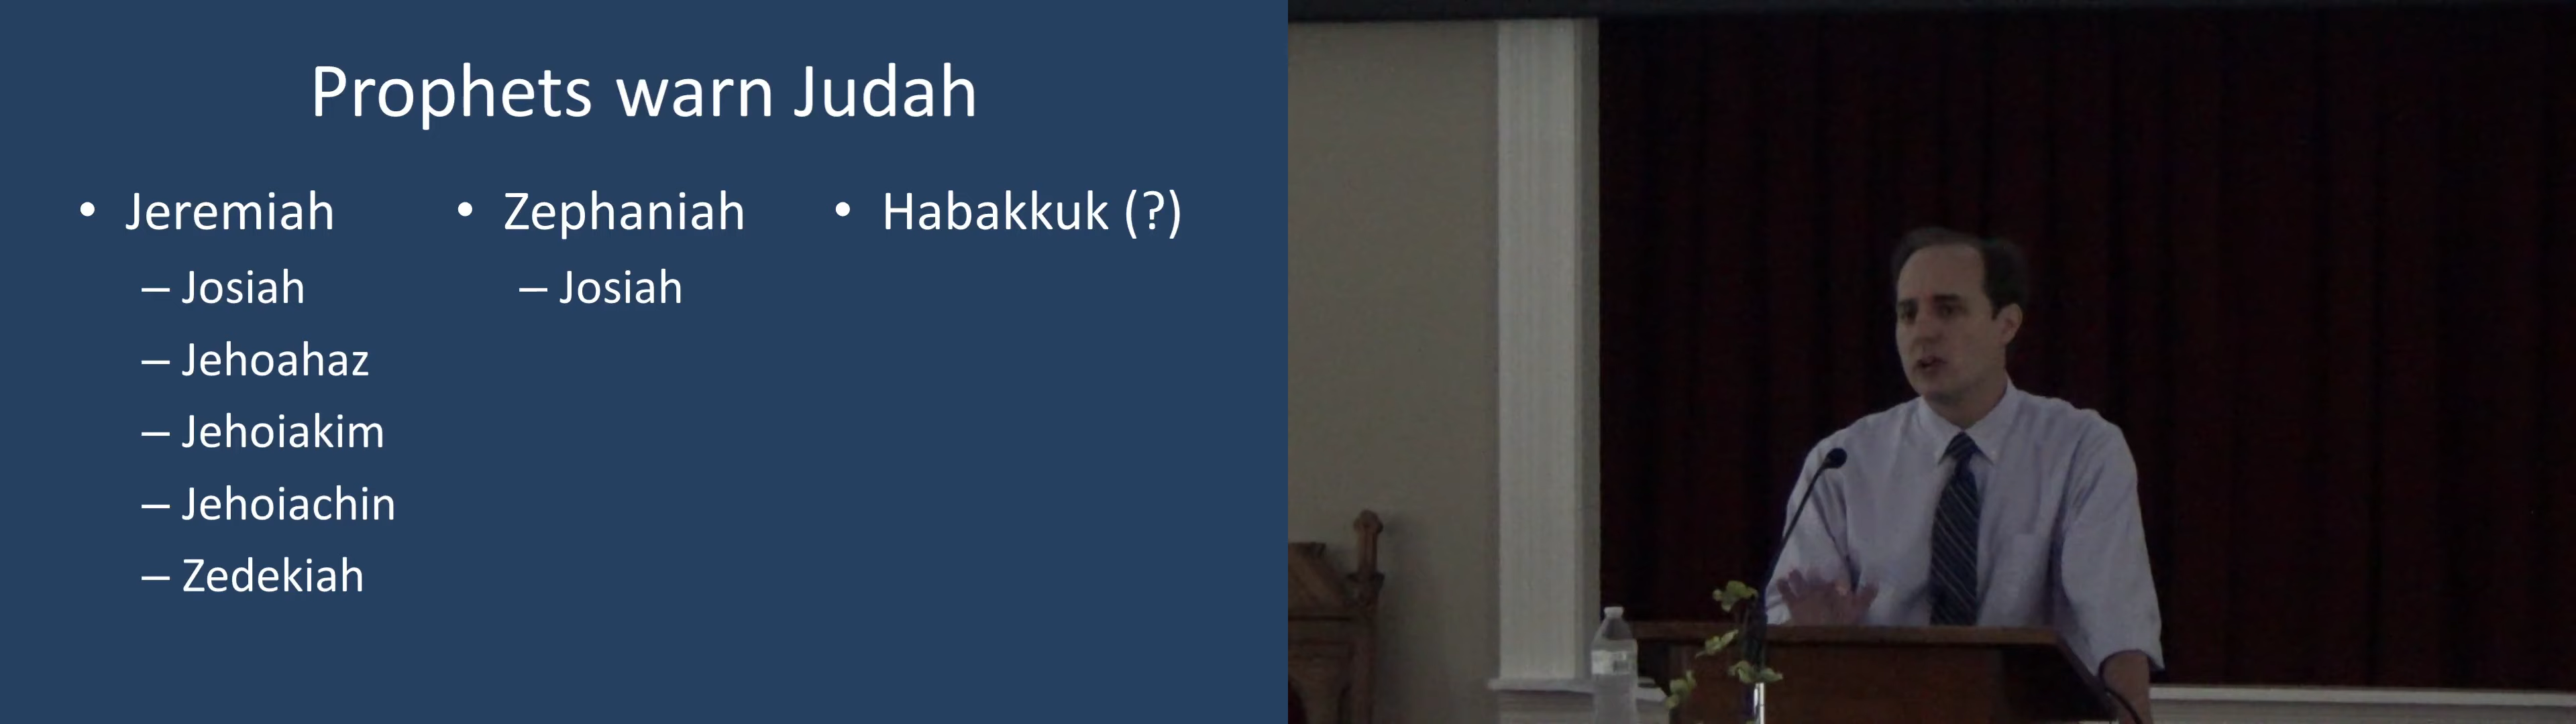 Prophets warn Judah
• Jeremiah
– Josiah
– Jehoahaz
– Jehoiakim
– Jehoiachin
– Zedekiah
• Zephaniah
– Josiah
• Habakkuk (?)